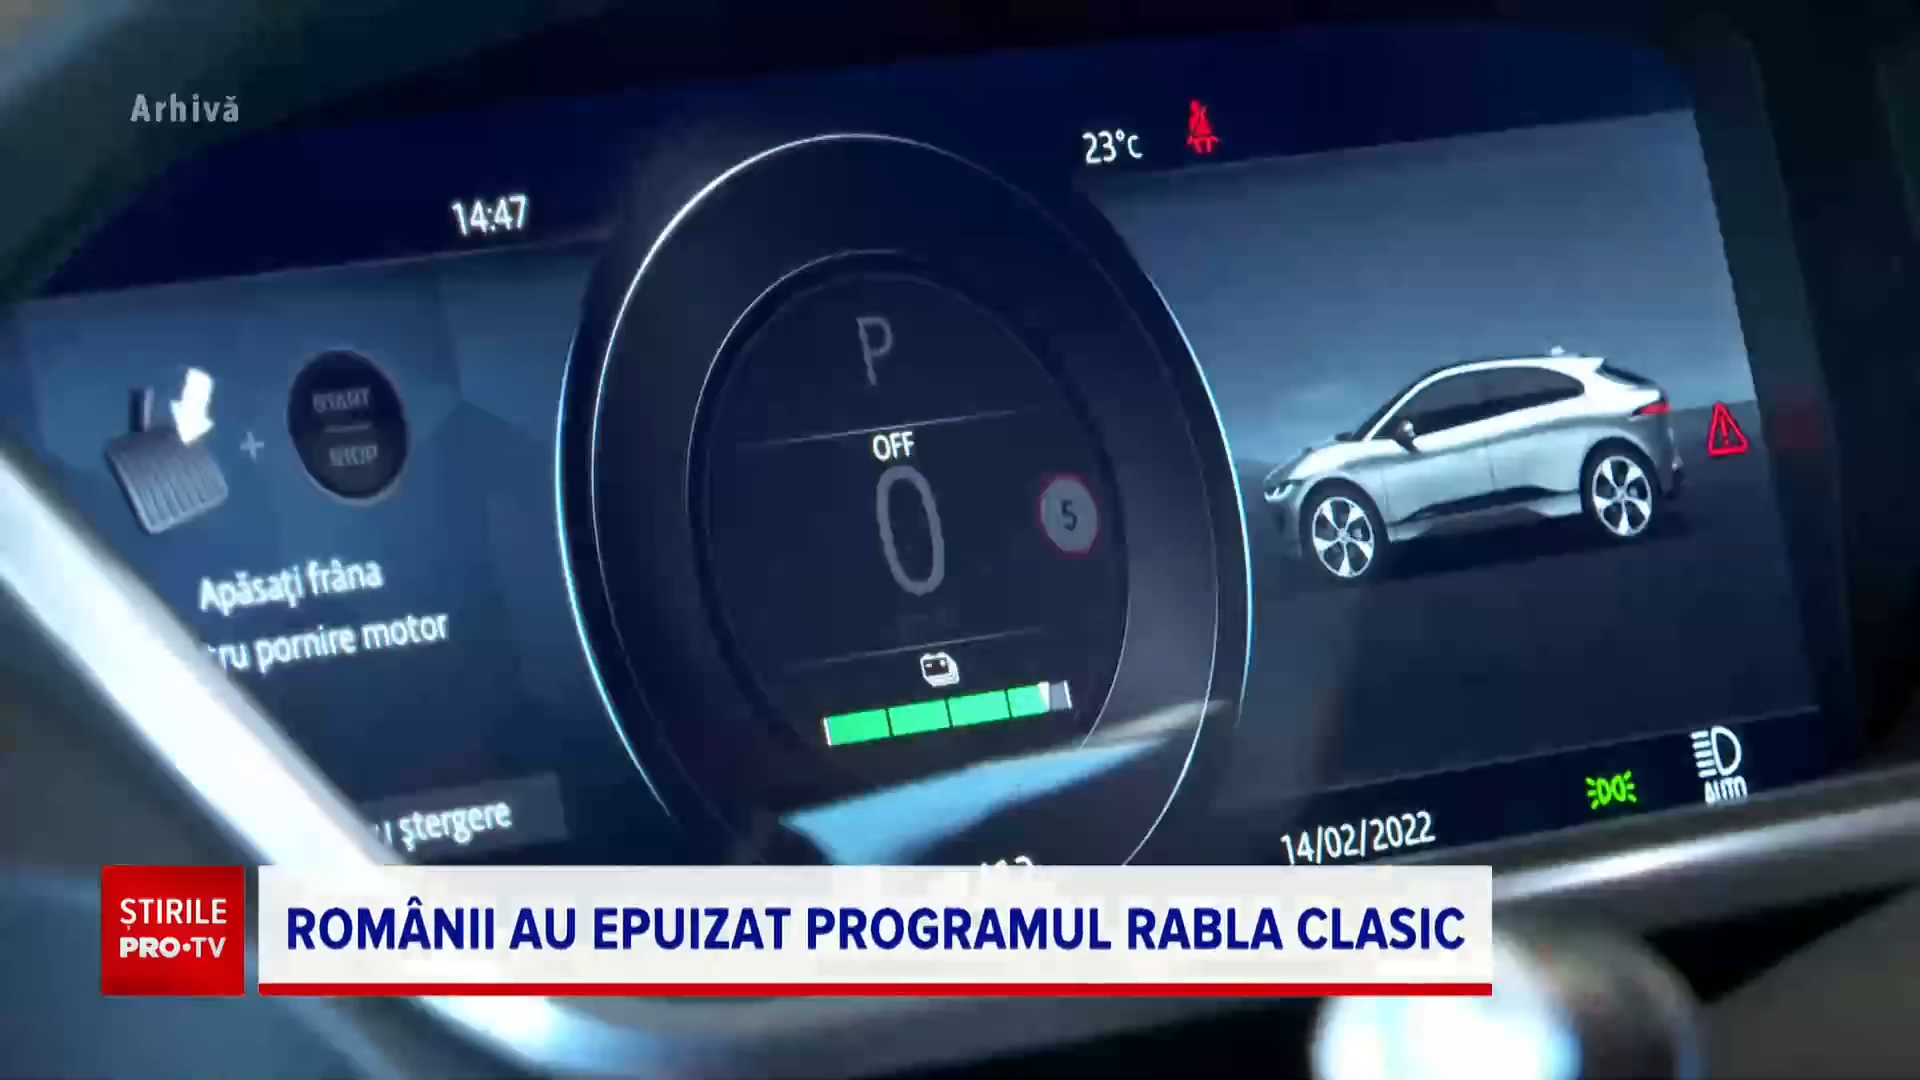 Arhivă
14:47
23°C
P
START
STOP
OFF
0
5
Apăsați frâna
pornire motor
ștergere
14/02/2022
AUTO
ȘTIRILE
PRO•TV
ROMÂNII AU EPUIZAT PROGRAMUL RABLA CLASIC